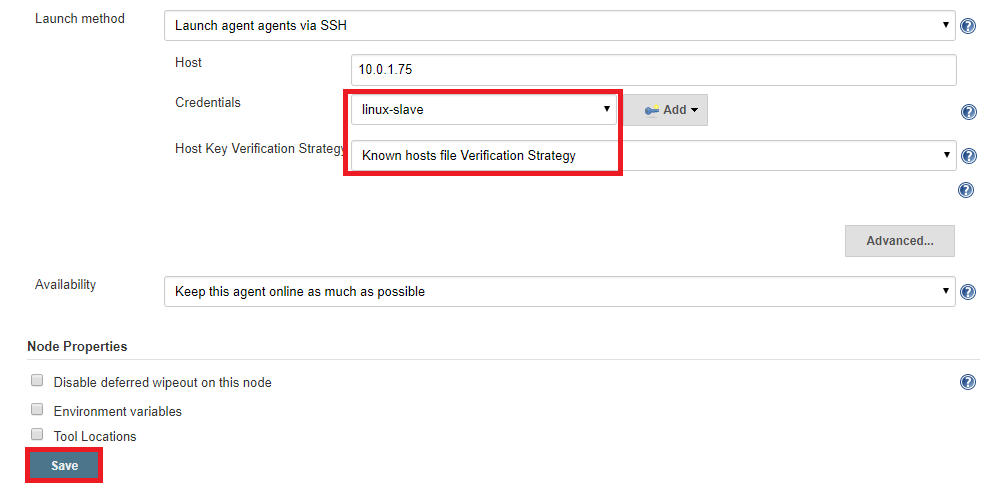 Launch method
Launch agent agents via SSH
Host
10.0.1.75
Credentials
linux-slave
Add
Host Key Verification Strategy
Known hosts file Verification Strategy
Advanced...
Availability
Keep this agent online as much as possible
Node Properties
Disable deferred wipeout on this node
Environment variables
Tool Locations
Save